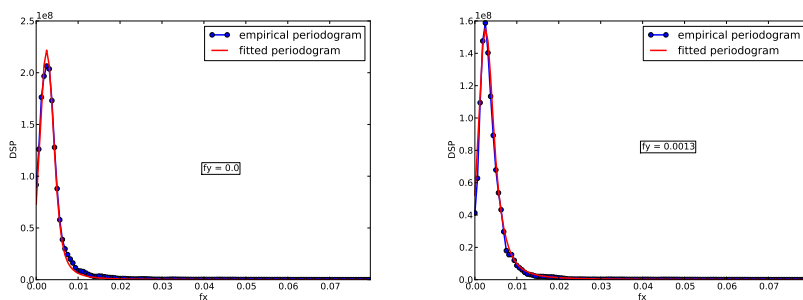 1e8
2.5
2.0
1.5
1.0
0.5
0.0
DSP
empirical periodogram
fitted periodogram
fy = 0.0
0.00 0.01 0.02 0.03 0.04 0.05 0.06 0.07
fx
1e8
1.6
1.4
1.2
1.0
0.8
0.6
0.4
0.2
0.0
DSP
empirical periodogram
fitted periodogram
fy = 0.0013
0.00 0.01 0.02 0.03 0.04 0.05 0.06 0.07
fx